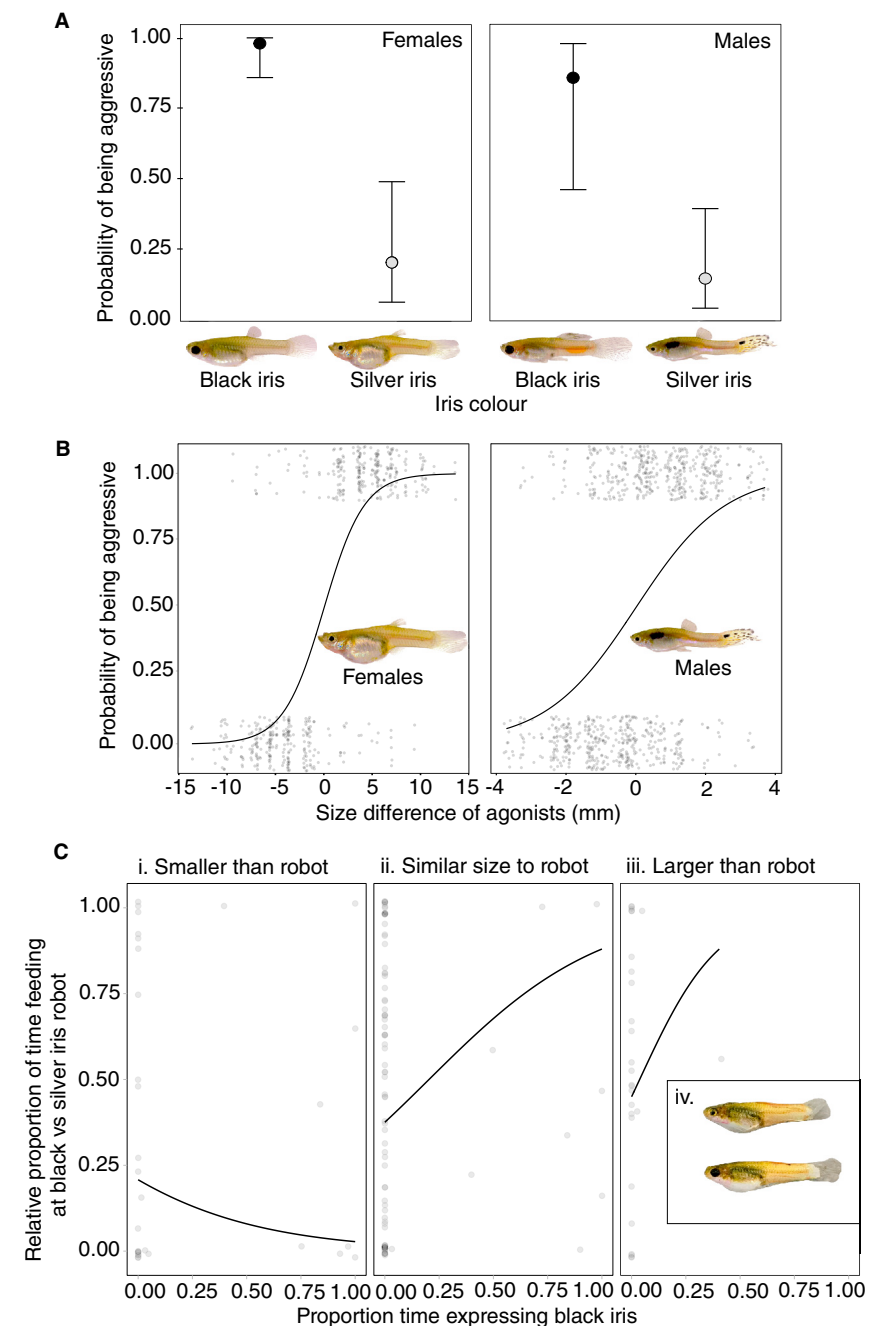 A
Probability of being aggressive
1.00
0.75
0.50
0.25
0.00
Females
Males
Black iris
Silver iris
Black iris
Silver iris
Iris colour
B
Probability of being aggressive
1.00
0.75
0.50
0.25
0.00
Females
Males
-15 -10 -5 0 5 10 15
-4 -2 0 2 4
Size difference of agonists (mm)
C
i. Smaller than robot
ii. Similar size to robot
iii. Larger than robot
Relative proportion of time feeding
at black vs silver iris robot
1.00
0.75
0.50
0.25
0.00
iv.
0.00 0.25 0.50 0.75 1.00
0.00 0.25 0.50 0.75 1.00
0.00 0.25 0.50 0.75 1.00
Proportion time expressing black iris